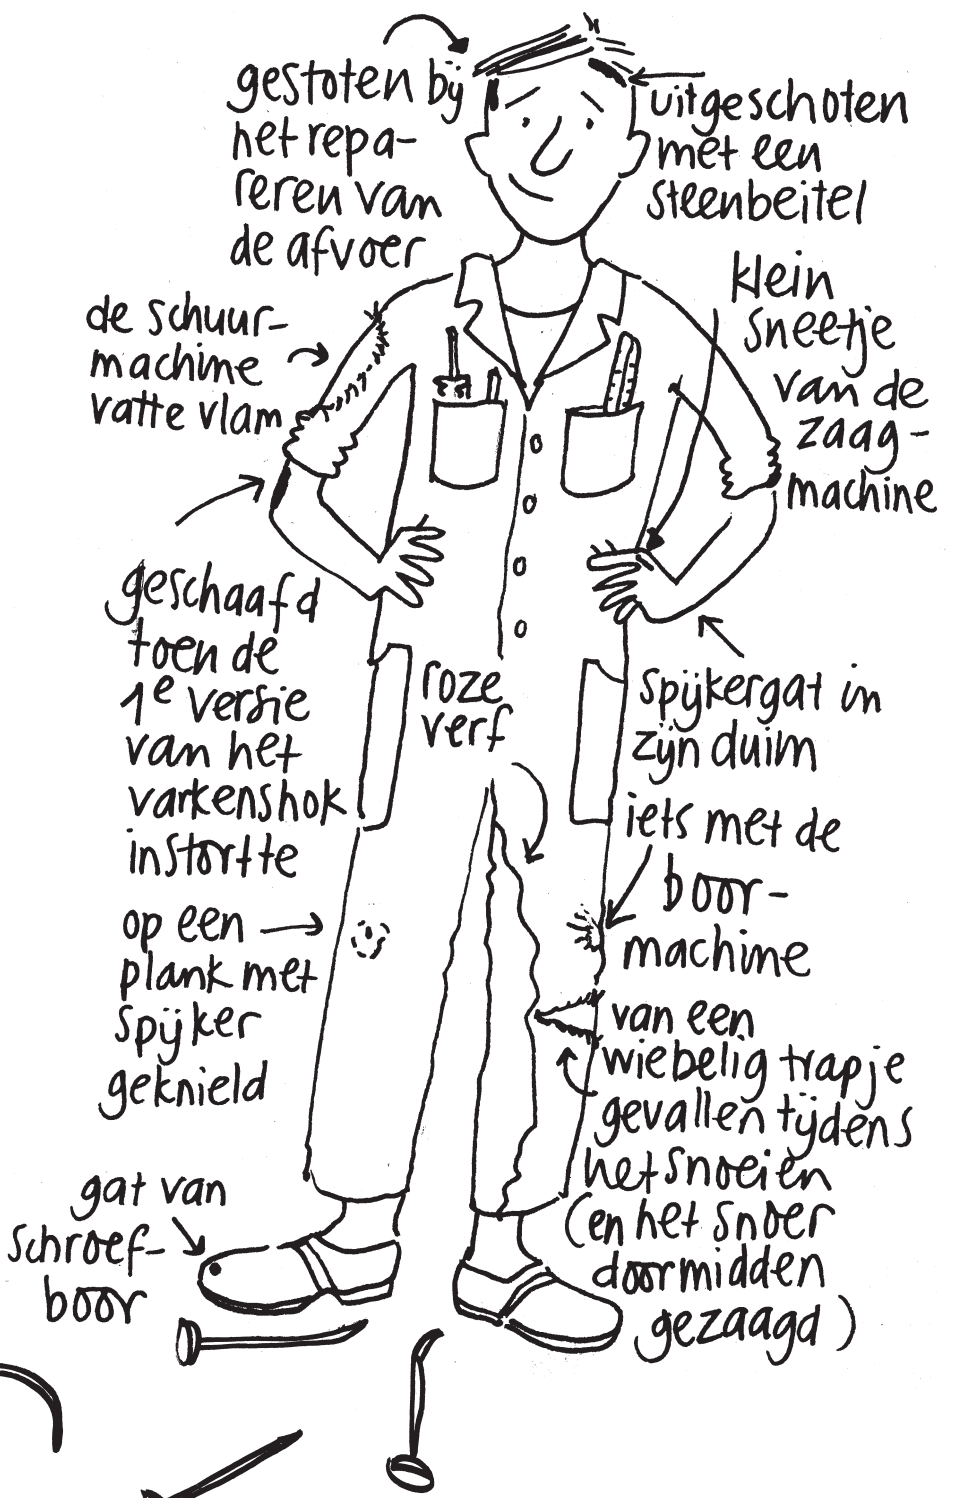 gestoten bij
het repa-
reren van
de afvoer
uitgeschoten
met een
steenbeitel
klein
sneetje
van de
zaag-
machine
de schuur-
machine
vatte vlam
geschaafd
toen de
1e versie
van het
varkenshok
instortte
roze
verf
spijkergat in
zijn duim
iets met de
boor-
machine
op een
plank met
spijker
geknield
van een
wiebelig trapje
gevallen tijdens
het snoeien
(en het snoer
doormidden
gezaagd)
gat van
schroef-
boor